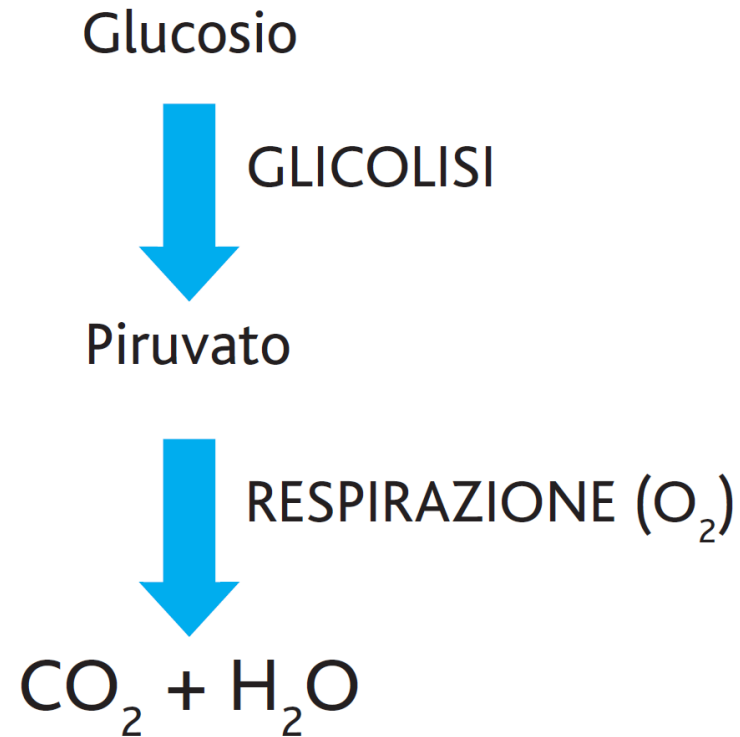 Glucosio
GLICOLISI
Piruvato
RESPIRAZIONE (O₂)
CO₂ + H₂O